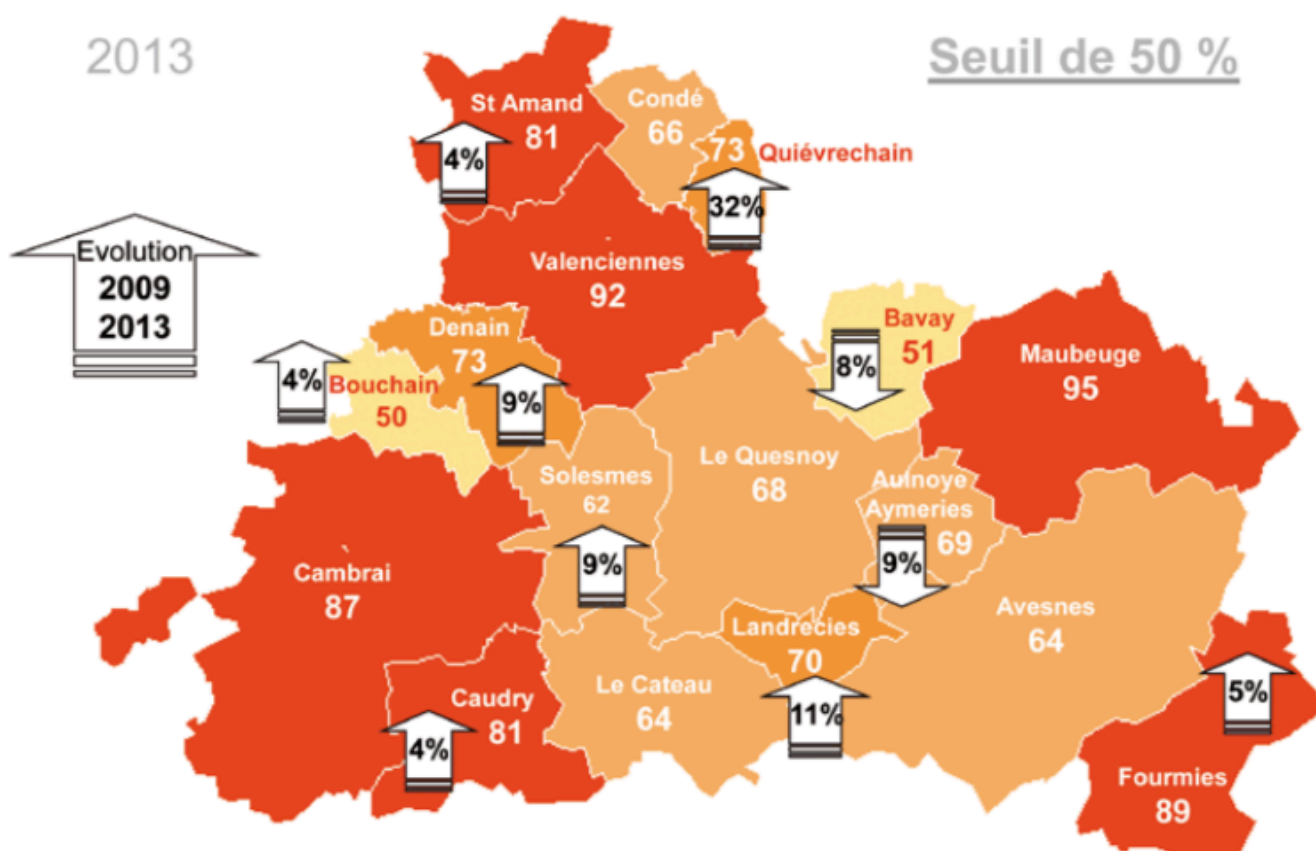 2013
Seuil de 50 %
St Amand
81
4%
Condé
66
73
Quiévrechain
32%
Evolution
2009
2013
Valenciennes
92
Denain
73
9%
4%
Bouchain
50
Bavay
51
8%
Maubeuge
95
Solesmes
62
9%
Le Quesnoy
68
Aulnoye
Aymeries
69
9%
Cambrai
87
Landrecies
70
11%
Avesnes
64
Caudry
81
4%
Le Cateau
64
5%
Fourmies
89